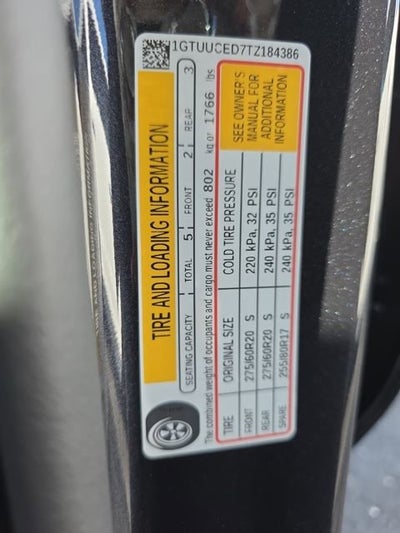 1GTUUCED7TZ184386
TIRE AND LOADING INFORMATION
SEATING CAPACITY TOTAL 5 FRONT 2 REAR 3
The combined weight of occupants and cargo must never exceed 802 kg or 1766 lbs
TIRE ORIGINAL SIZE COLD TIRE PRESSURE
FRONT 275/60R20 S 220 kPa, 32 PSI
REAR 275/60R20 S 240 kPa, 35 PSI
SPARE 255/80R17 S 240 kPa, 35 PSI
SEE OWNER'S
MANUAL FOR
ADDITIONAL
INFORMATION